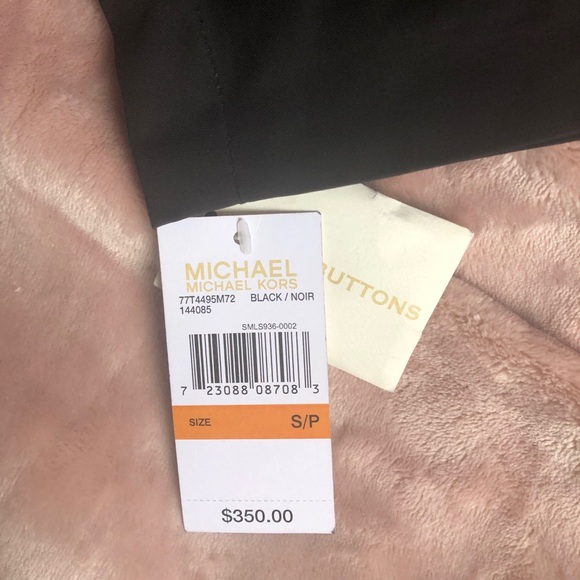 MICHAEL
MICHAEL KORS
77T4495M72 BLACK / NOIR
144085
SMLS936-0002
7 23088 08708 3
SIZE S/P
$350.00
BUTTONS